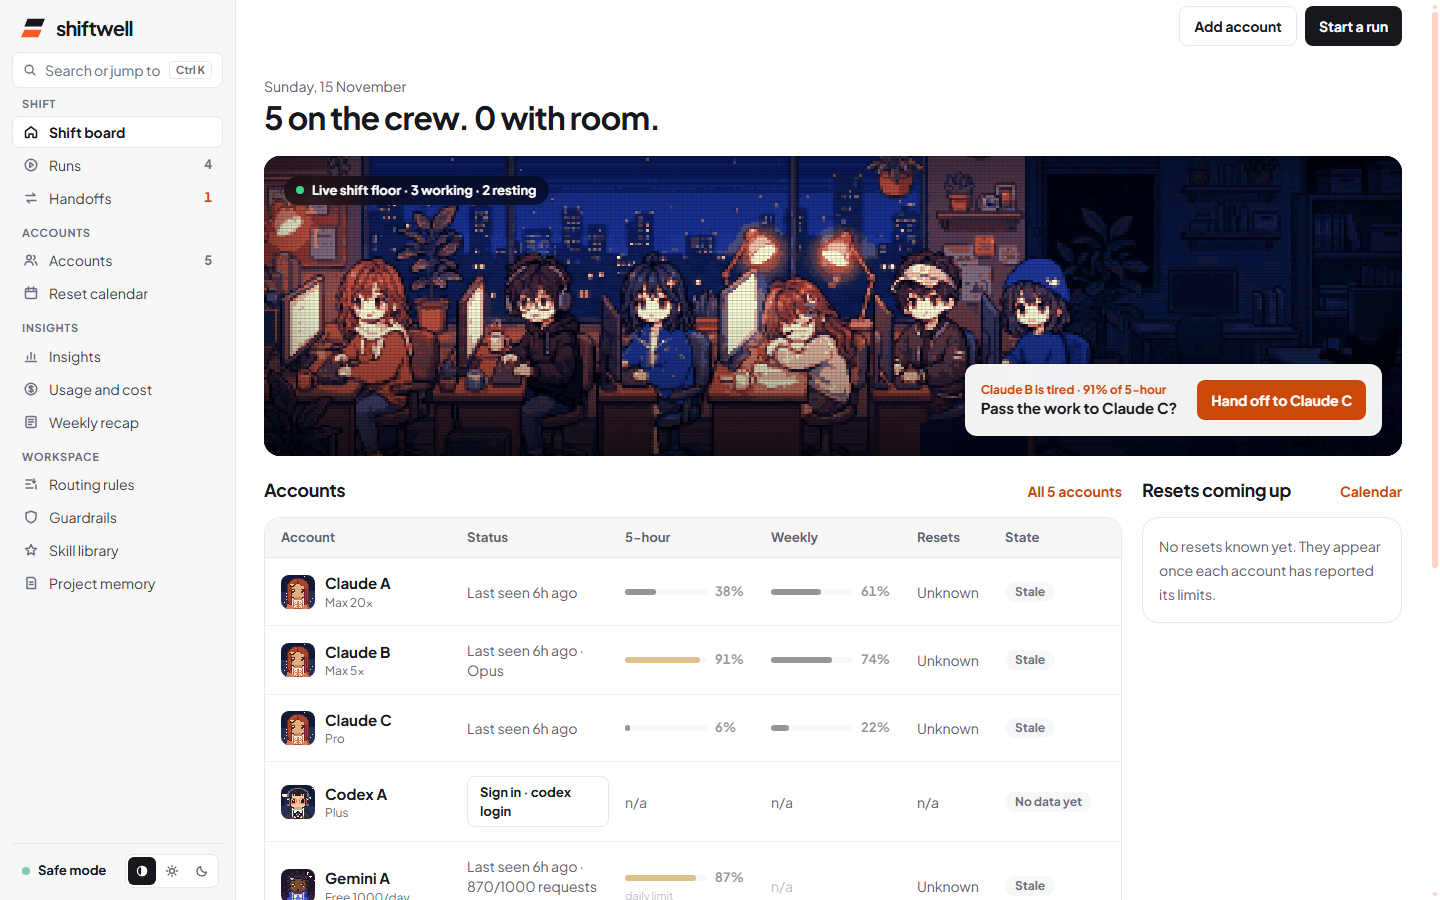 shiftwell
Search or jump to
Ctrl K
SHIFT
Shift board
Runs 4
Handoffs 1
ACCOUNTS
Accounts 5
Reset calendar
INSIGHTS
Insights
Usage and cost
Weekly recap
WORKSPACE
Routing rules
Guardrails
Skill library
Project memory
Safe mode
Add account
Start a run
Sunday, 15 November
5 on the crew. 0 with room.
Live shift floor · 3 working · 2 resting
Claude B is tired · 91% of 5-hour
Pass the work to Claude C?
Hand off to Claude C
Accounts
All 5 accounts
Account Status 5-hour Weekly Resets State
Claude A
Max 20×
Last seen 6h ago
38%
61%
Unknown
Stale
Claude B
Max 5×
Last seen 6h ago ·
Opus
91%
74%
Unknown
Stale
Claude C
Pro
Last seen 6h ago
6%
22%
Unknown
Stale
Codex A
Plus
Sign in · codex
login
n/a
n/a
n/a
No data yet
Gemini A
Free 1000/day
Last seen 6h ago ·
870/1000 requests
87%
daily limit
n/a
Unknown
Stale
Resets coming up
Calendar
No resets known yet. They appear
once each account has reported
its limits.